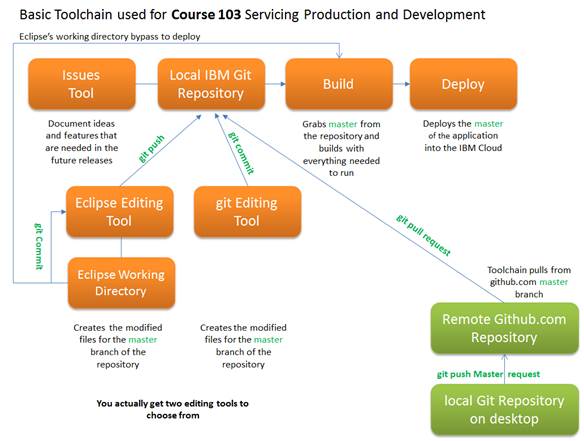 Basic Toolchain used for Course 103 Servicing Production and Development
Eclipse's working directory bypass to deploy
Issues
Tool
Local IBM Git
Repository
Build
Deploy
Document ideas
and features that
are needed in the
future releases
git push
git commit
Grabs master from
the repository and
builds with
everything needed
to run
Deploys the master
of the application
into the IBM Cloud
Eclipse Editing
Tool
git Editing
Tool
git Commit
git pull request
Eclipse Working
Directory
Toolchain pulls from
github.com master
branch
Creates the modified
files for the master
branch of the
repository
Creates the modified
files for the master
branch of the
repository
Remote Github.com
Repository
git push Master request
local Git Repository
on desktop
You actually get two editing tools to
choose from